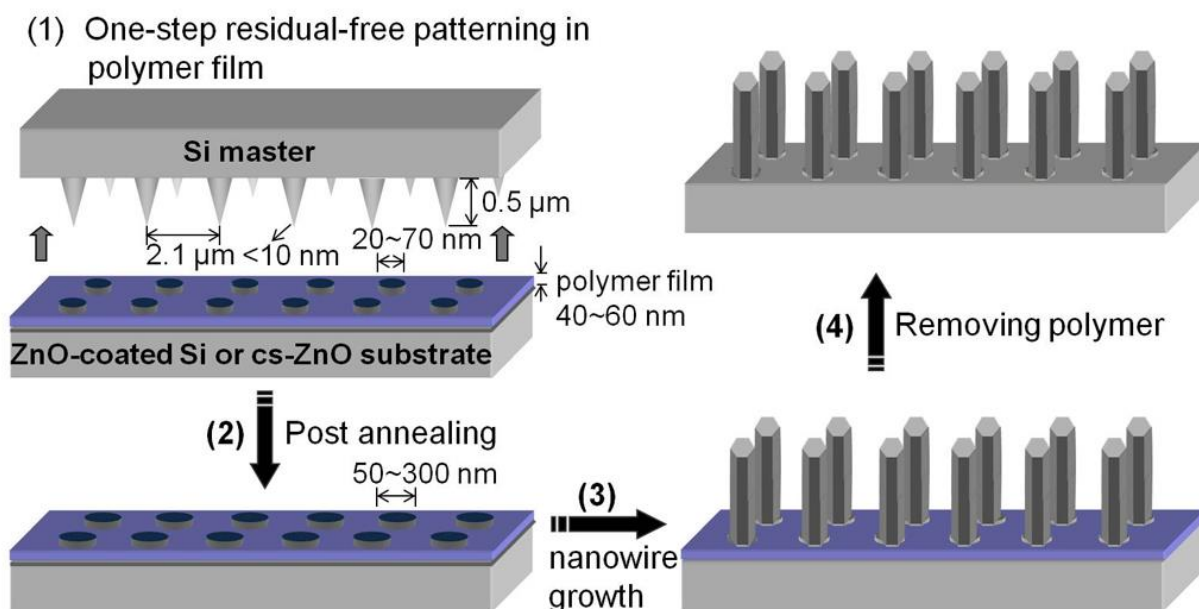 (1) One-step residual-free patterning in
polymer film
Si master
0.5 μm
2.1 μm
<10 nm
20~70 nm
polymer film
40~60 nm
ZnO-coated Si or cs-ZnO substrate
(2) Post annealing
50~300 nm
(3)
nanowire
growth
(4) Removing polymer